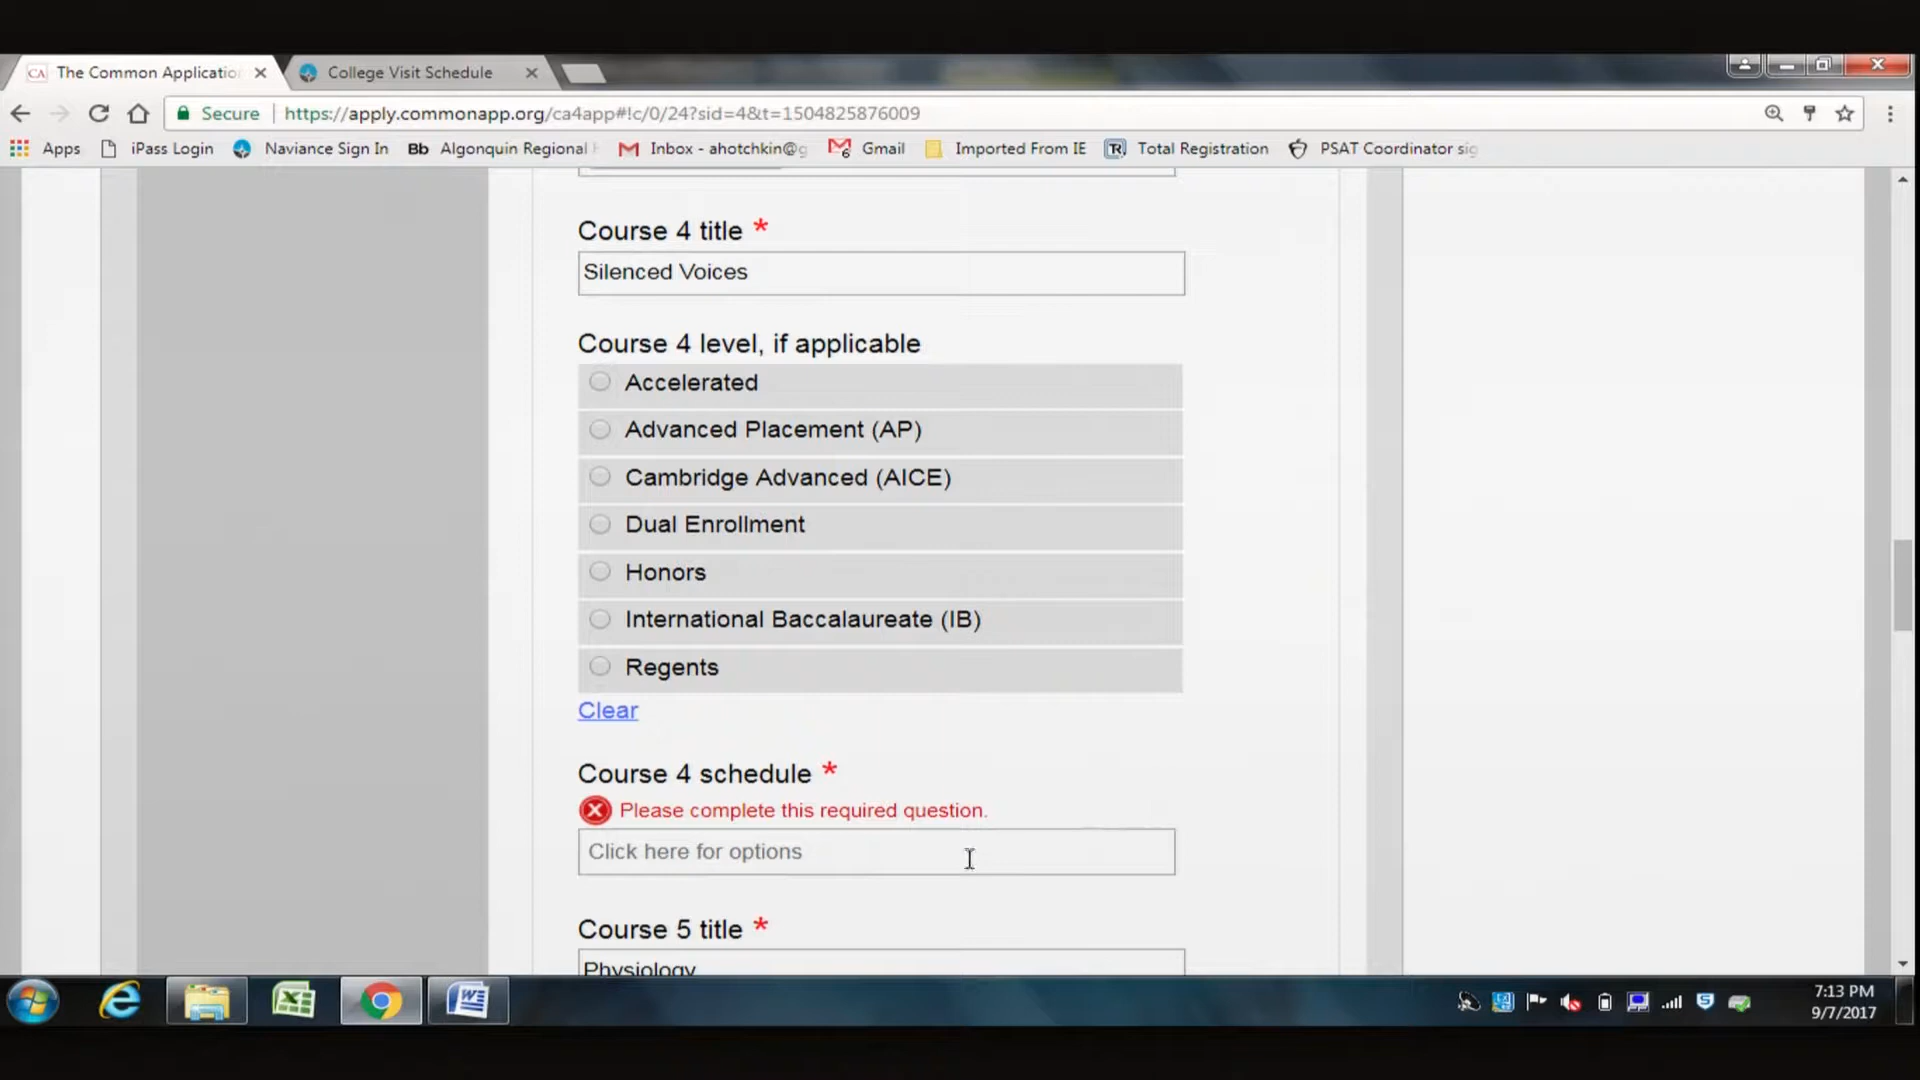 The Common Applicatio
College Visit Schedule
Secure
https://apply.commonapp.org/ca4app#!c/0/24?sid=4&t=1504825876009
Apps
iPass Login
Naviance Sign In
Bb Algonquin Regional
Inbox - ahotchkin@g
Gmail
Imported From IE
Total Registration
PSAT Coordinator sig
Course 4 title *
Silenced Voices
Course 4 level, if applicable
Accelerated
Advanced Placement (AP)
Cambridge Advanced (AICE)
Dual Enrollment
Honors
International Baccalaureate (IB)
Regents
Clear
Course 4 schedule *
Please complete this required question.
Click here for options
Course 5 title *
Physiology
7:13 PM
9/7/2017